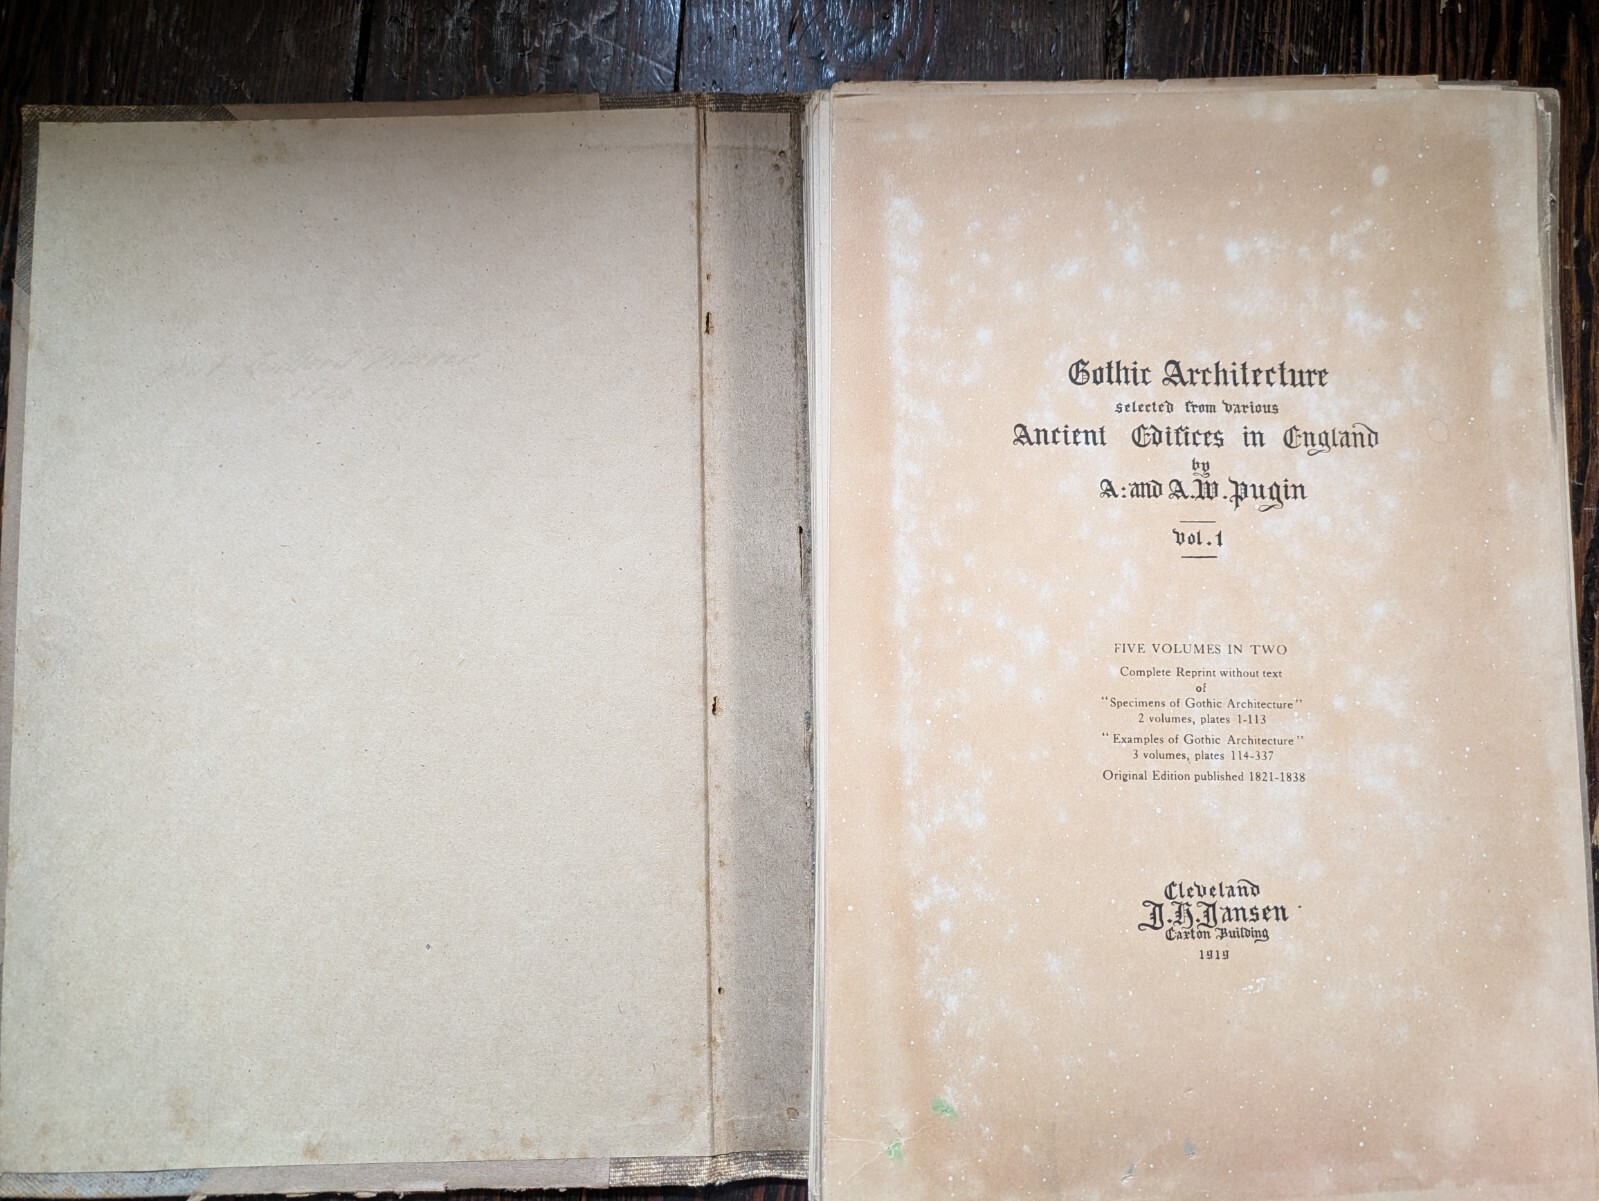 Gothic Architecture
selected from various
Ancient Edifices in England
by
A: and A.W. Pugin
Vol. 1
FIVE VOLUMES IN TWO
Complete Reprint without text
of
"Specimens of Gothic Architecture"
2 volumes, plates 1-113
"Examples of Gothic Architecture"
3 volumes, plates 114-337
Original Edition published 1821-1838
Cleveland
J.H. Jansen
Caxton Building
1919